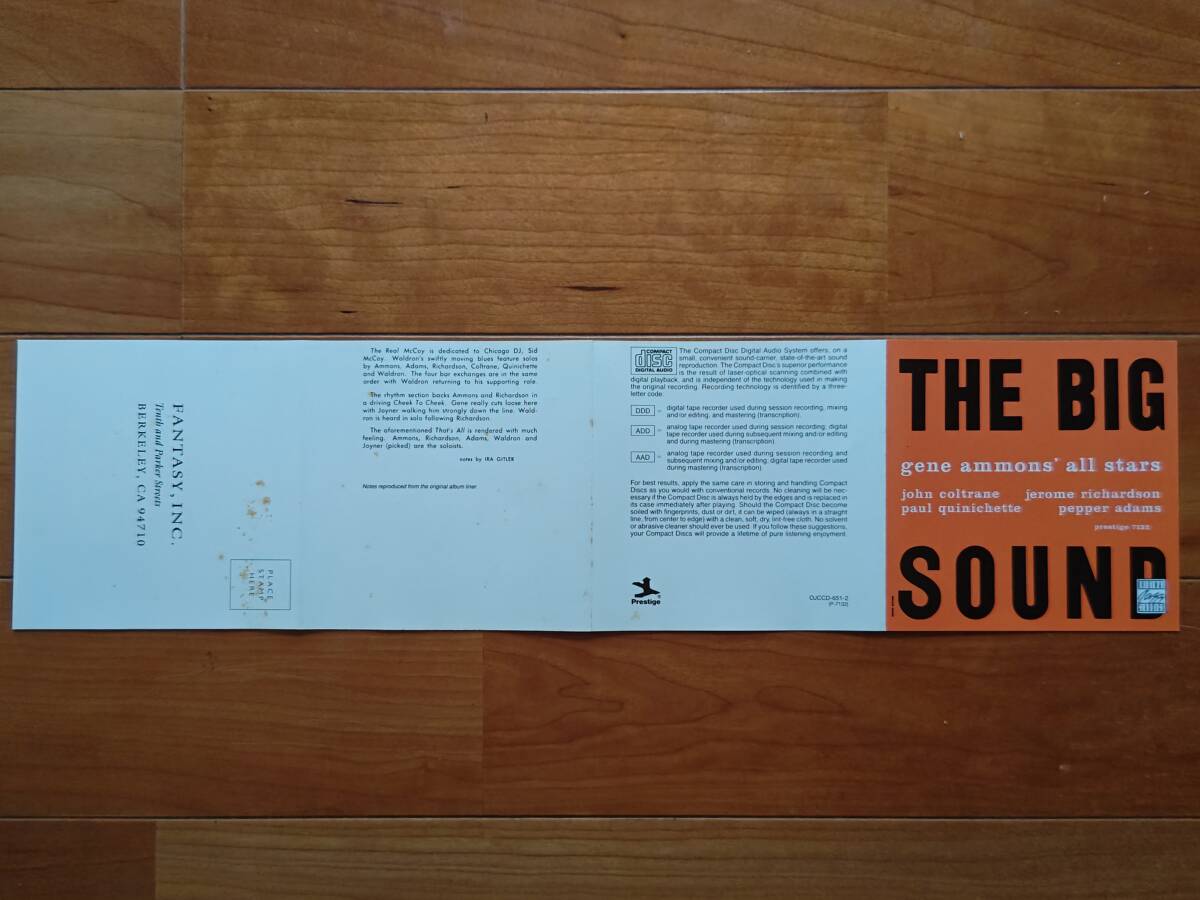 FANTASY, INC.
Tenth and Parker Streets
BERKELEY, CA 94710
PLACE
STAMP
HERE
The Real McCoy is dedicated to Chicago DJ, Sid
McCoy. Waldron's swiftly moving blues feature solos
by Ammons, Adams, Richardson, Coltrane, Quinichette
and Waldron. The four bar exchanges are in the same
order with Waldron returning to his supporting role.
The rhythm section backs Ammons and Richardson in
a driving Cheek To Cheek. Gene really cuts loose here
with Joyner walking him strongly down the line. Wald-
ron is heard in solo following Richardson.
The aforementioned That's All is rendered with much
feeling. Ammons, Richardson, Adams, Waldron and
Joyner (picked) are the soloists.
notes by IRA GITLER
Notes reproduced from the original album liner.
COMPACT
disc
DIGITAL AUDIO
The Compact Disc Digital Audio System offers, on a
small, convenient sound-carrier, state-of-the-art sound
reproduction. The Compact Disc's superior performance
is the result of laser-optical scanning combined with
digital playback, and is independent of the technology used in making
the original recording. Recording technology is identified by a three-
letter code:
DDD = digital tape recorder used during session recording, mixing
and/or editing, and mastering (transcription).
ADD = analog tape recorder used during session recording; digital
tape recorder used during subsequent mixing and/or editing
and during mastering (transcription).
AAD = analog tape recorder used during session recording and
subsequent mixing and/or editing; digital tape recorder used
during mastering (transcription).
For best results, apply the same care in storing and handling Compact
Discs as you would with conventional records. No cleaning will be nec-
essary if the Compact Disc is always held by the edges and is replaced in
its case immediately after playing. Should the Compact Disc become
soiled with fingerprints, dust or dirt, it can be wiped (always in a straight
line, from center to edge) with a clean, soft, dry, lint-free cloth. No solvent
or abrasive cleaner should ever be used. If you follow these suggestions,
your Compact Discs will provide a lifetime of pure listening enjoyment.
Prestige®
OJCCD-651-2
(P-7132)
THE BIG
gene ammons' all stars
john coltrane jerome richardson
paul quinichette pepper adams
prestige/7132
SOUND